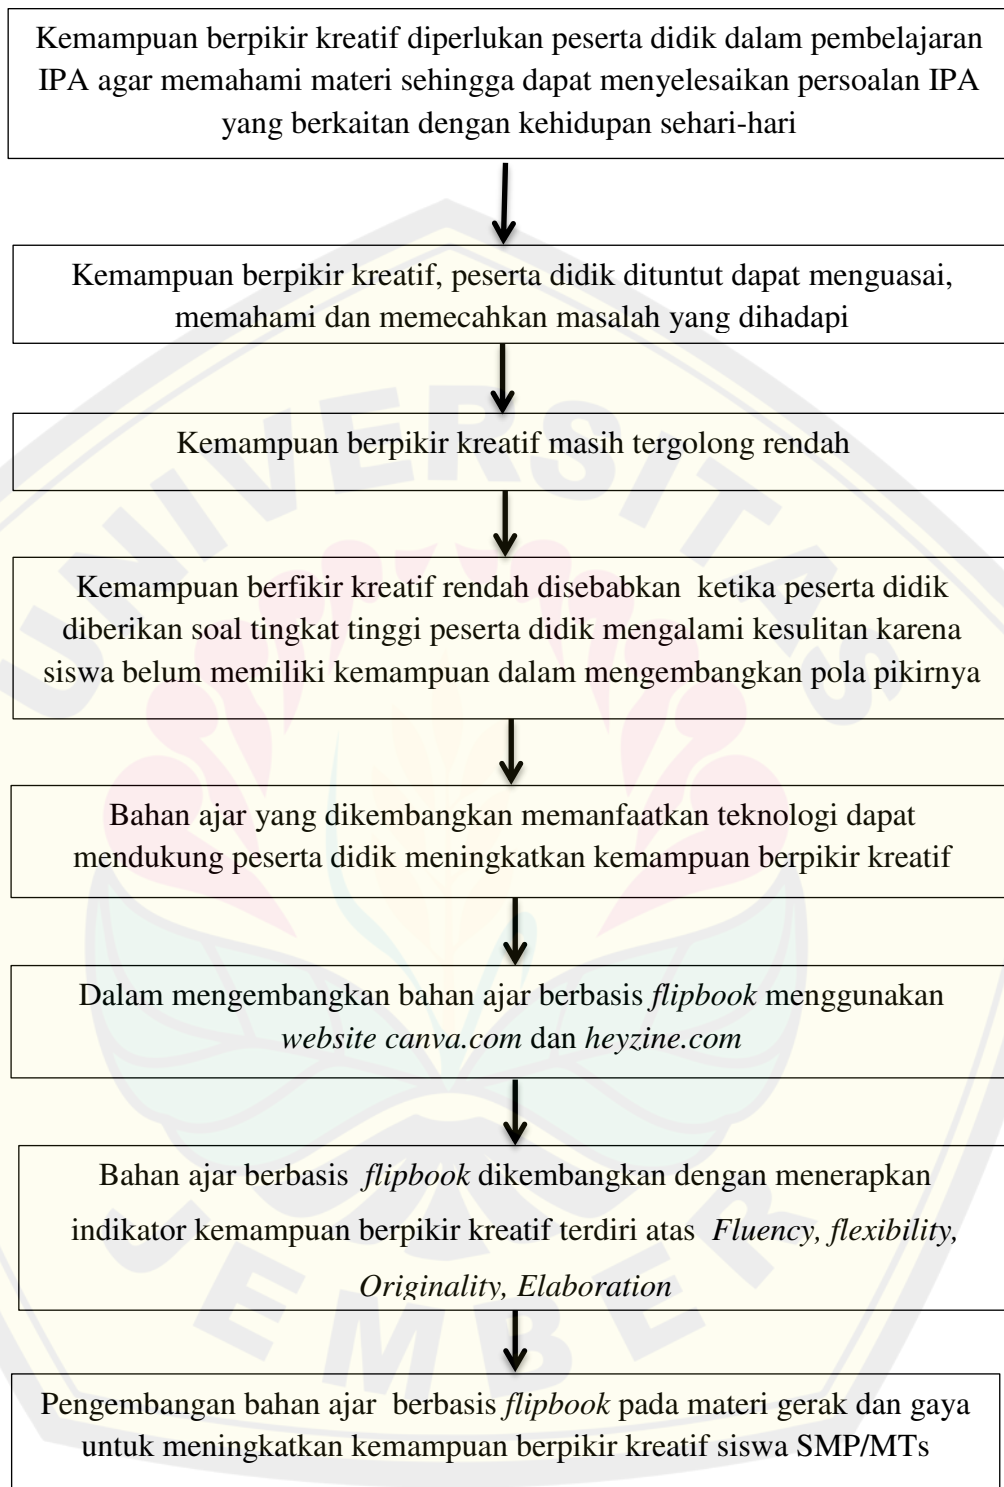 Kemampuan berpikir kreatif diperlukan peserta didik dalam pembelajaran
IPA agar memahami materi sehingga dapat menyelesaikan persoalan IPA
yang berkaitan dengan kehidupan sehari-hari
Kemampuan berpikir kreatif, peserta didik dituntut dapat menguasai,
memahami dan memecahkan masalah yang dihadapi
Kemampuan berpikir kreatif masih tergolong rendah
Kemampuan berfikir kreatif rendah disebabkan ketika peserta didik
diberikan soal tingkat tinggi peserta didik mengalami kesulitan karena
siswa belum memiliki kemampuan dalam mengembangkan pola pikirnya
Bahan ajar yang dikembangkan memanfaatkan teknologi dapat
mendukung peserta didik meningkatkan kemampuan berpikir kreatif
Dalam mengembangkan bahan ajar berbasis flipbook menggunakan
website canva.com dan heyzine.com
Bahan ajar berbasis flipbook dikembangkan dengan menerapkan
indikator kemampuan berpikir kreatif terdiri atas Fluency, flexibility,
Originality, Elaboration
Pengembangan bahan ajar berbasis flipbook pada materi gerak dan gaya
untuk meningkatkan kemampuan berpikir kreatif siswa SMP/MTs
UNIVERSITAS
JEMBER